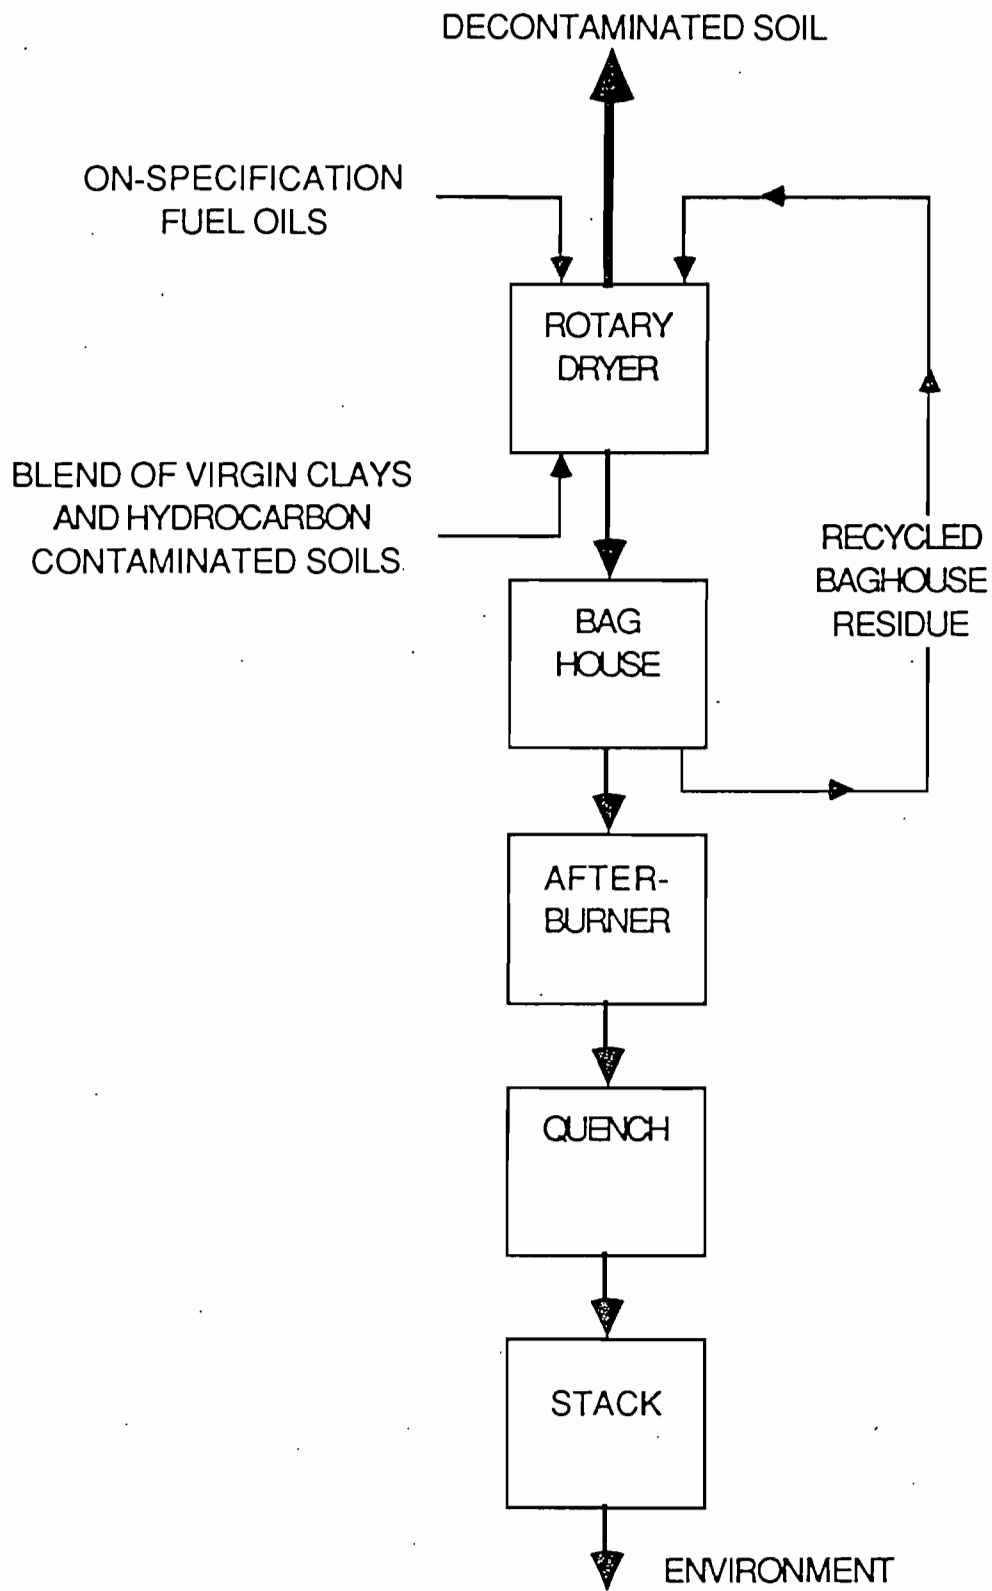 DECONTAMINATED SOIL
ON-SPECIFICATION
FUEL OILS
ROTARY
DRYER
BLEND OF VIRGIN CLAYS
AND HYDROCARBON
CONTAMINATED SOILS
RECYCLED
BAGHOUSE
RESIDUE
BAG
HOUSE
AFTER-
BURNER
QUENCH
STACK
ENVIRONMENT